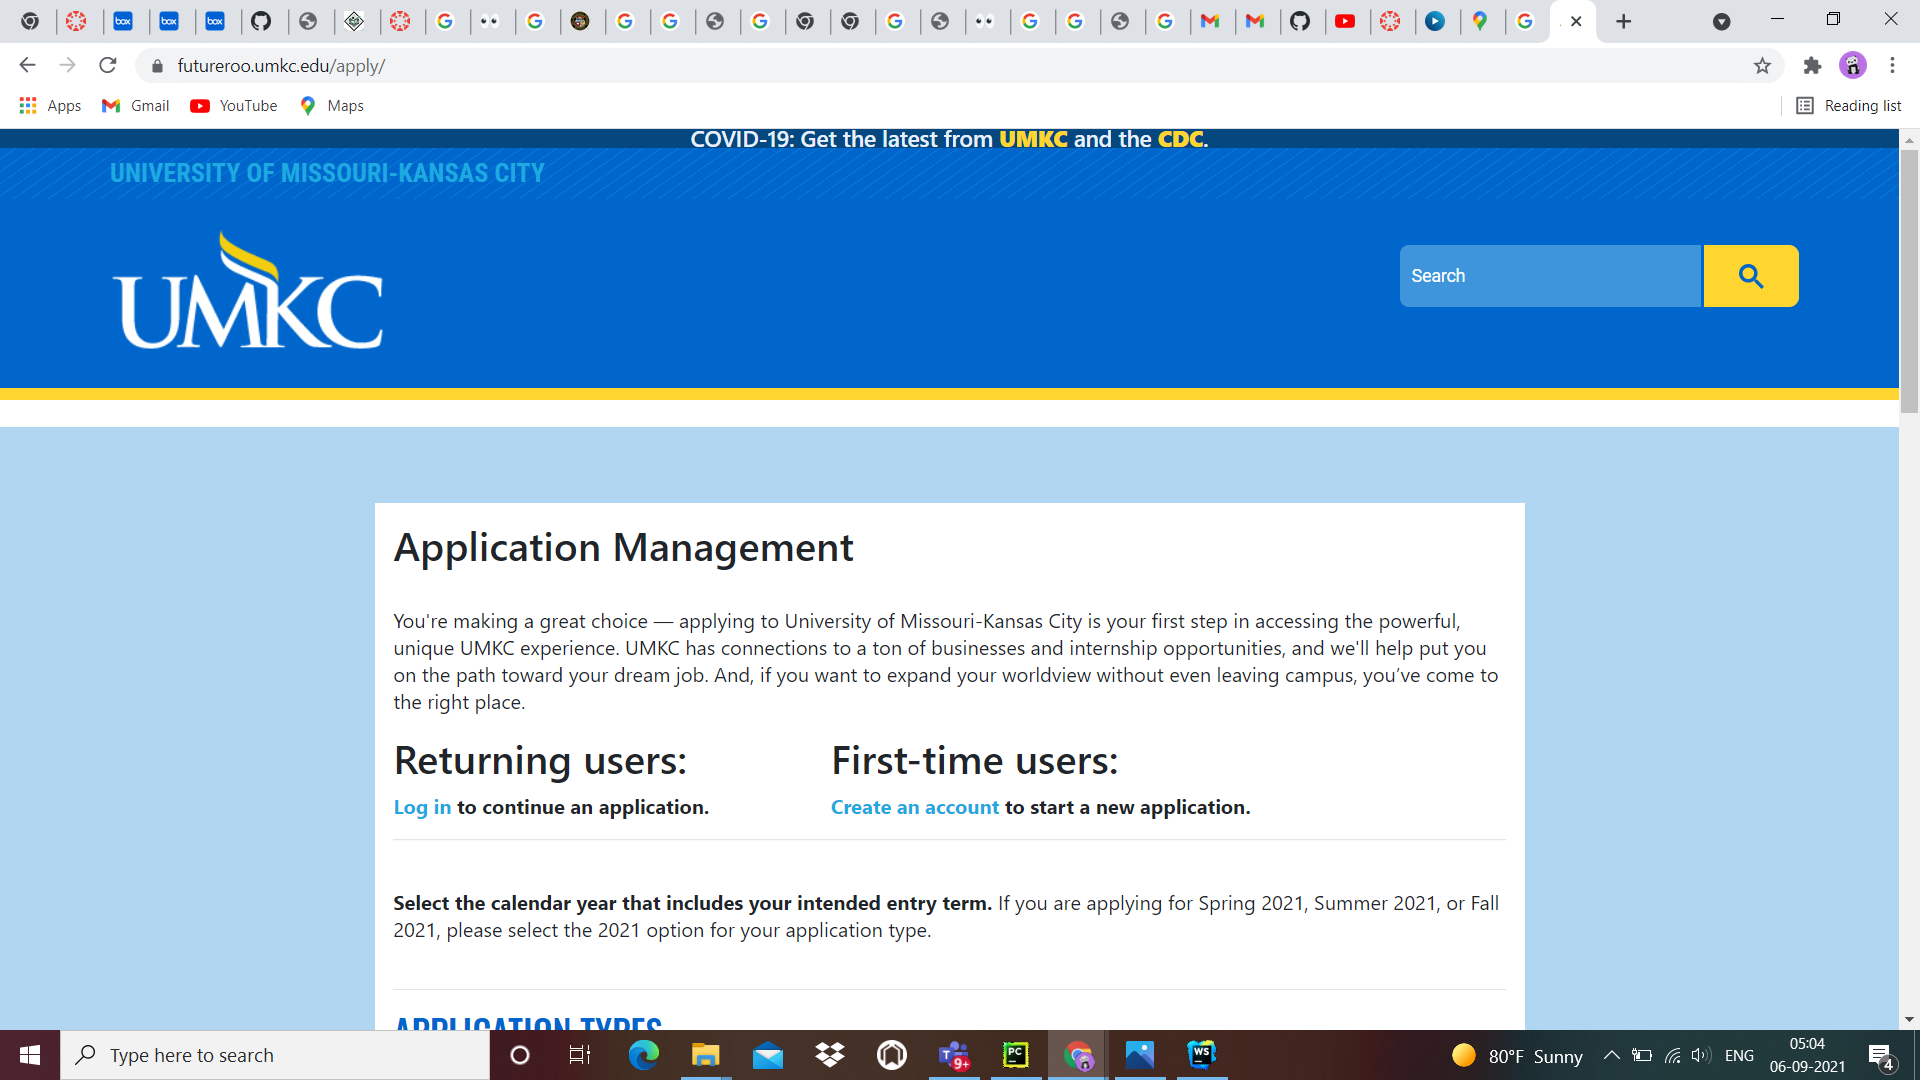 futureroo.umkc.edu/apply/
Apps Gmail YouTube Maps Reading list
COVID-19: Get the latest from UMKC and the CDC.
UNIVERSITY OF MISSOURI-KANSAS CITY
UMKC
Search
Application Management
You're making a great choice — applying to University of Missouri-Kansas City is your first step in accessing the powerful,
unique UMKC experience. UMKC has connections to a ton of businesses and internship opportunities, and we'll help put you
on the path toward your dream job. And, if you want to expand your worldview without even leaving campus, you’ve come to
the right place.
Returning users:
Log in to continue an application.
First-time users:
Create an account to start a new application.
Select the calendar year that includes your intended entry term. If you are applying for Spring 2021, Summer 2021, or Fall
2021, please select the 2021 option for your application type.
APPLICATION TYPES
Type here to search
80°F Sunny
ENG
05:04
06-09-2021
4